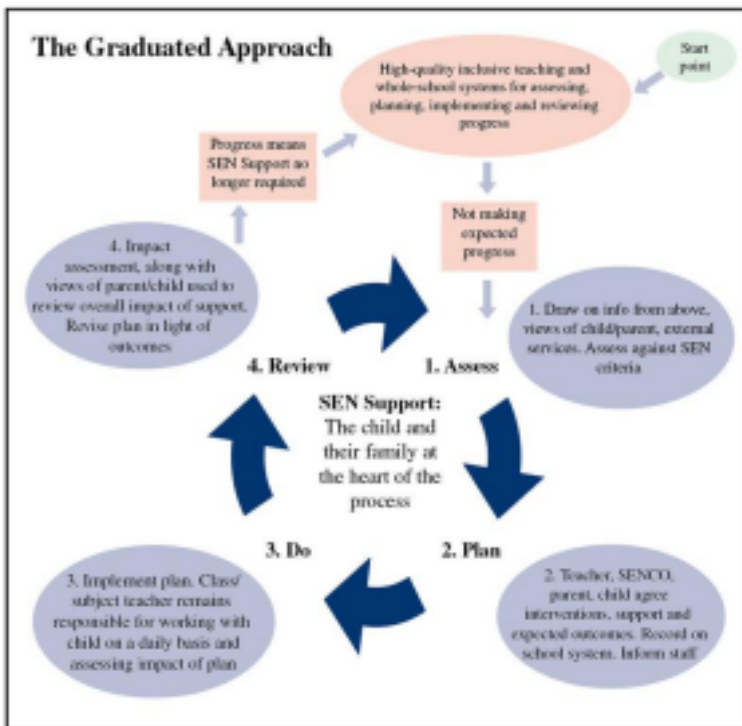 The Graduated Approach
Start
point
High-quality inclusive teaching and
whole-school systems for assessing,
planning, implementing and reviewing
progress
Progress means
SEN Support no
longer required
Not making
expected
progress
4. Impact
assessment, along with
views of parent/child used to
review overall impact of support.
Revise plan in light of
outcomes
1. Draw on info from above,
views of child/parent, external
services. Assess against SEN
criteria
4. Review
1. Assess
SEN Support:
The child and
their family at
the heart of the
process
3. Do
2. Plan
3. Implement plan. Class/
subject teacher remains
responsible for working with
child on a daily basis and
assessing impact of plan
2. Teacher, SENCO,
parent, child agree
interventions, support and
expected outcomes. Record on
school system. Inform staff